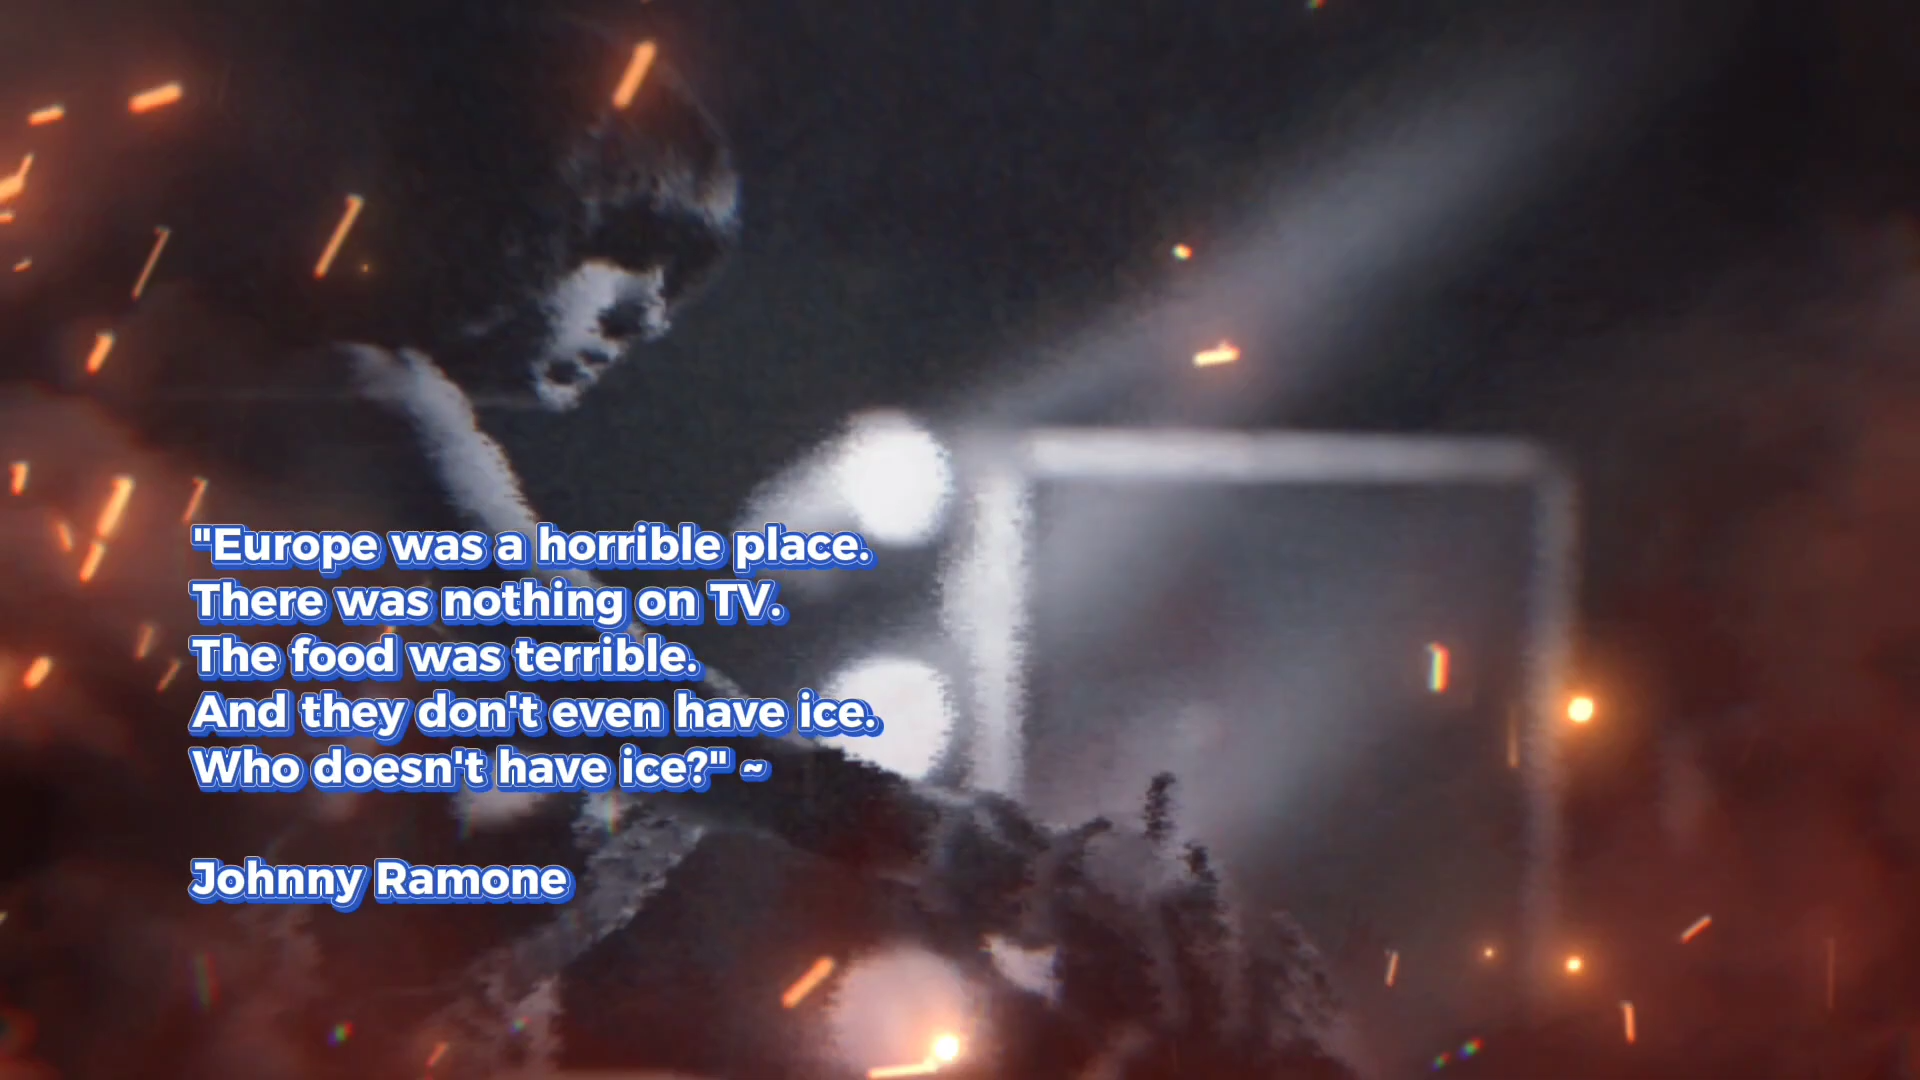 "Europe was a horrible place.
There was nothing on TV.
The food was terrible.
And they don't even have ice.
Who doesn't have ice?" ~
Johnny Ramone